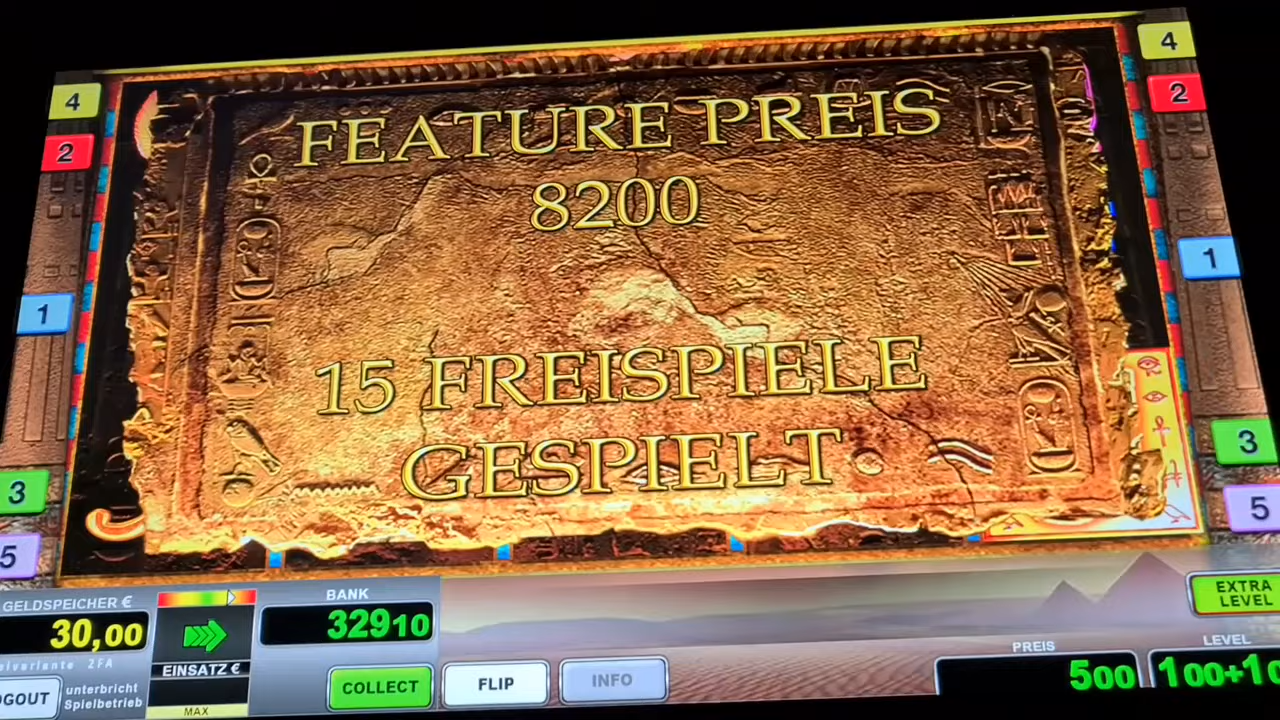 4
4
2
2
FEATURE PREIS
8200
1
1
15 FREISPIELE
GESPIELT
3
3
5
5
GELDSPEICHER €
30,00
2FA
unterbricht
Spielbetrieb
EINSATZ €
MAX
BANK
32910
COLLECT
FLIP
INFO
EXTRA
LEVEL
PREIS
500
LEVEL